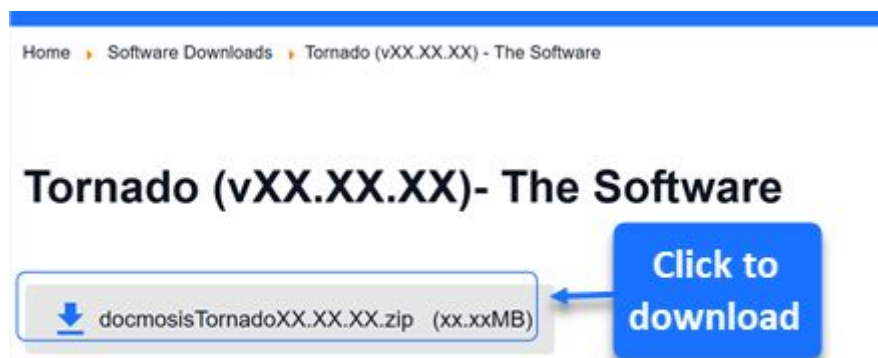 Home Software Downloads Tornado (vXX.XX.XX) - The Software
Tornado (vXX.XX.XX)- The Software
Click to
download
docmosisTornadoXX.XX.XX.zip (xx.xxMB)